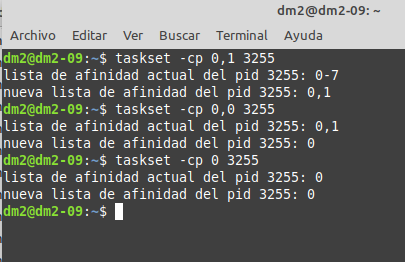 dm2@dm2-09: ~
Archivo Editar Ver Buscar Terminal Ayuda
dm2@dm2-09:~$ taskset -cp 0,1 3255
lista de afinidad actual del pid 3255: 0-7
nueva lista de afinidad del pid 3255: 0,1
dm2@dm2-09:~$ taskset -cp 0,0 3255
lista de afinidad actual del pid 3255: 0,1
nueva lista de afinidad del pid 3255: 0
dm2@dm2-09:~$ taskset -cp 0 3255
lista de afinidad actual del pid 3255: 0
nueva lista de afinidad del pid 3255: 0
dm2@dm2-09:~$